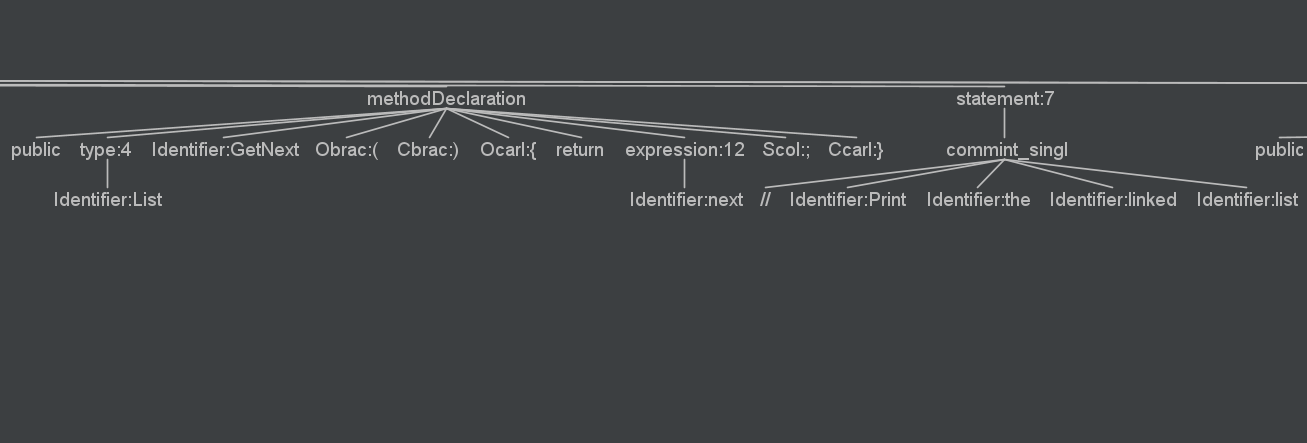 methodDeclaration statement:7
public type:4 Identifier:GetNext Obrac:( Cbrac:) Ocarl:{ return expression:12 Scol:; Ccarl:} commint_singl public
Identifier:List Identifier:next // Identifier:Print Identifier:the Identifier:linked Identifier:list